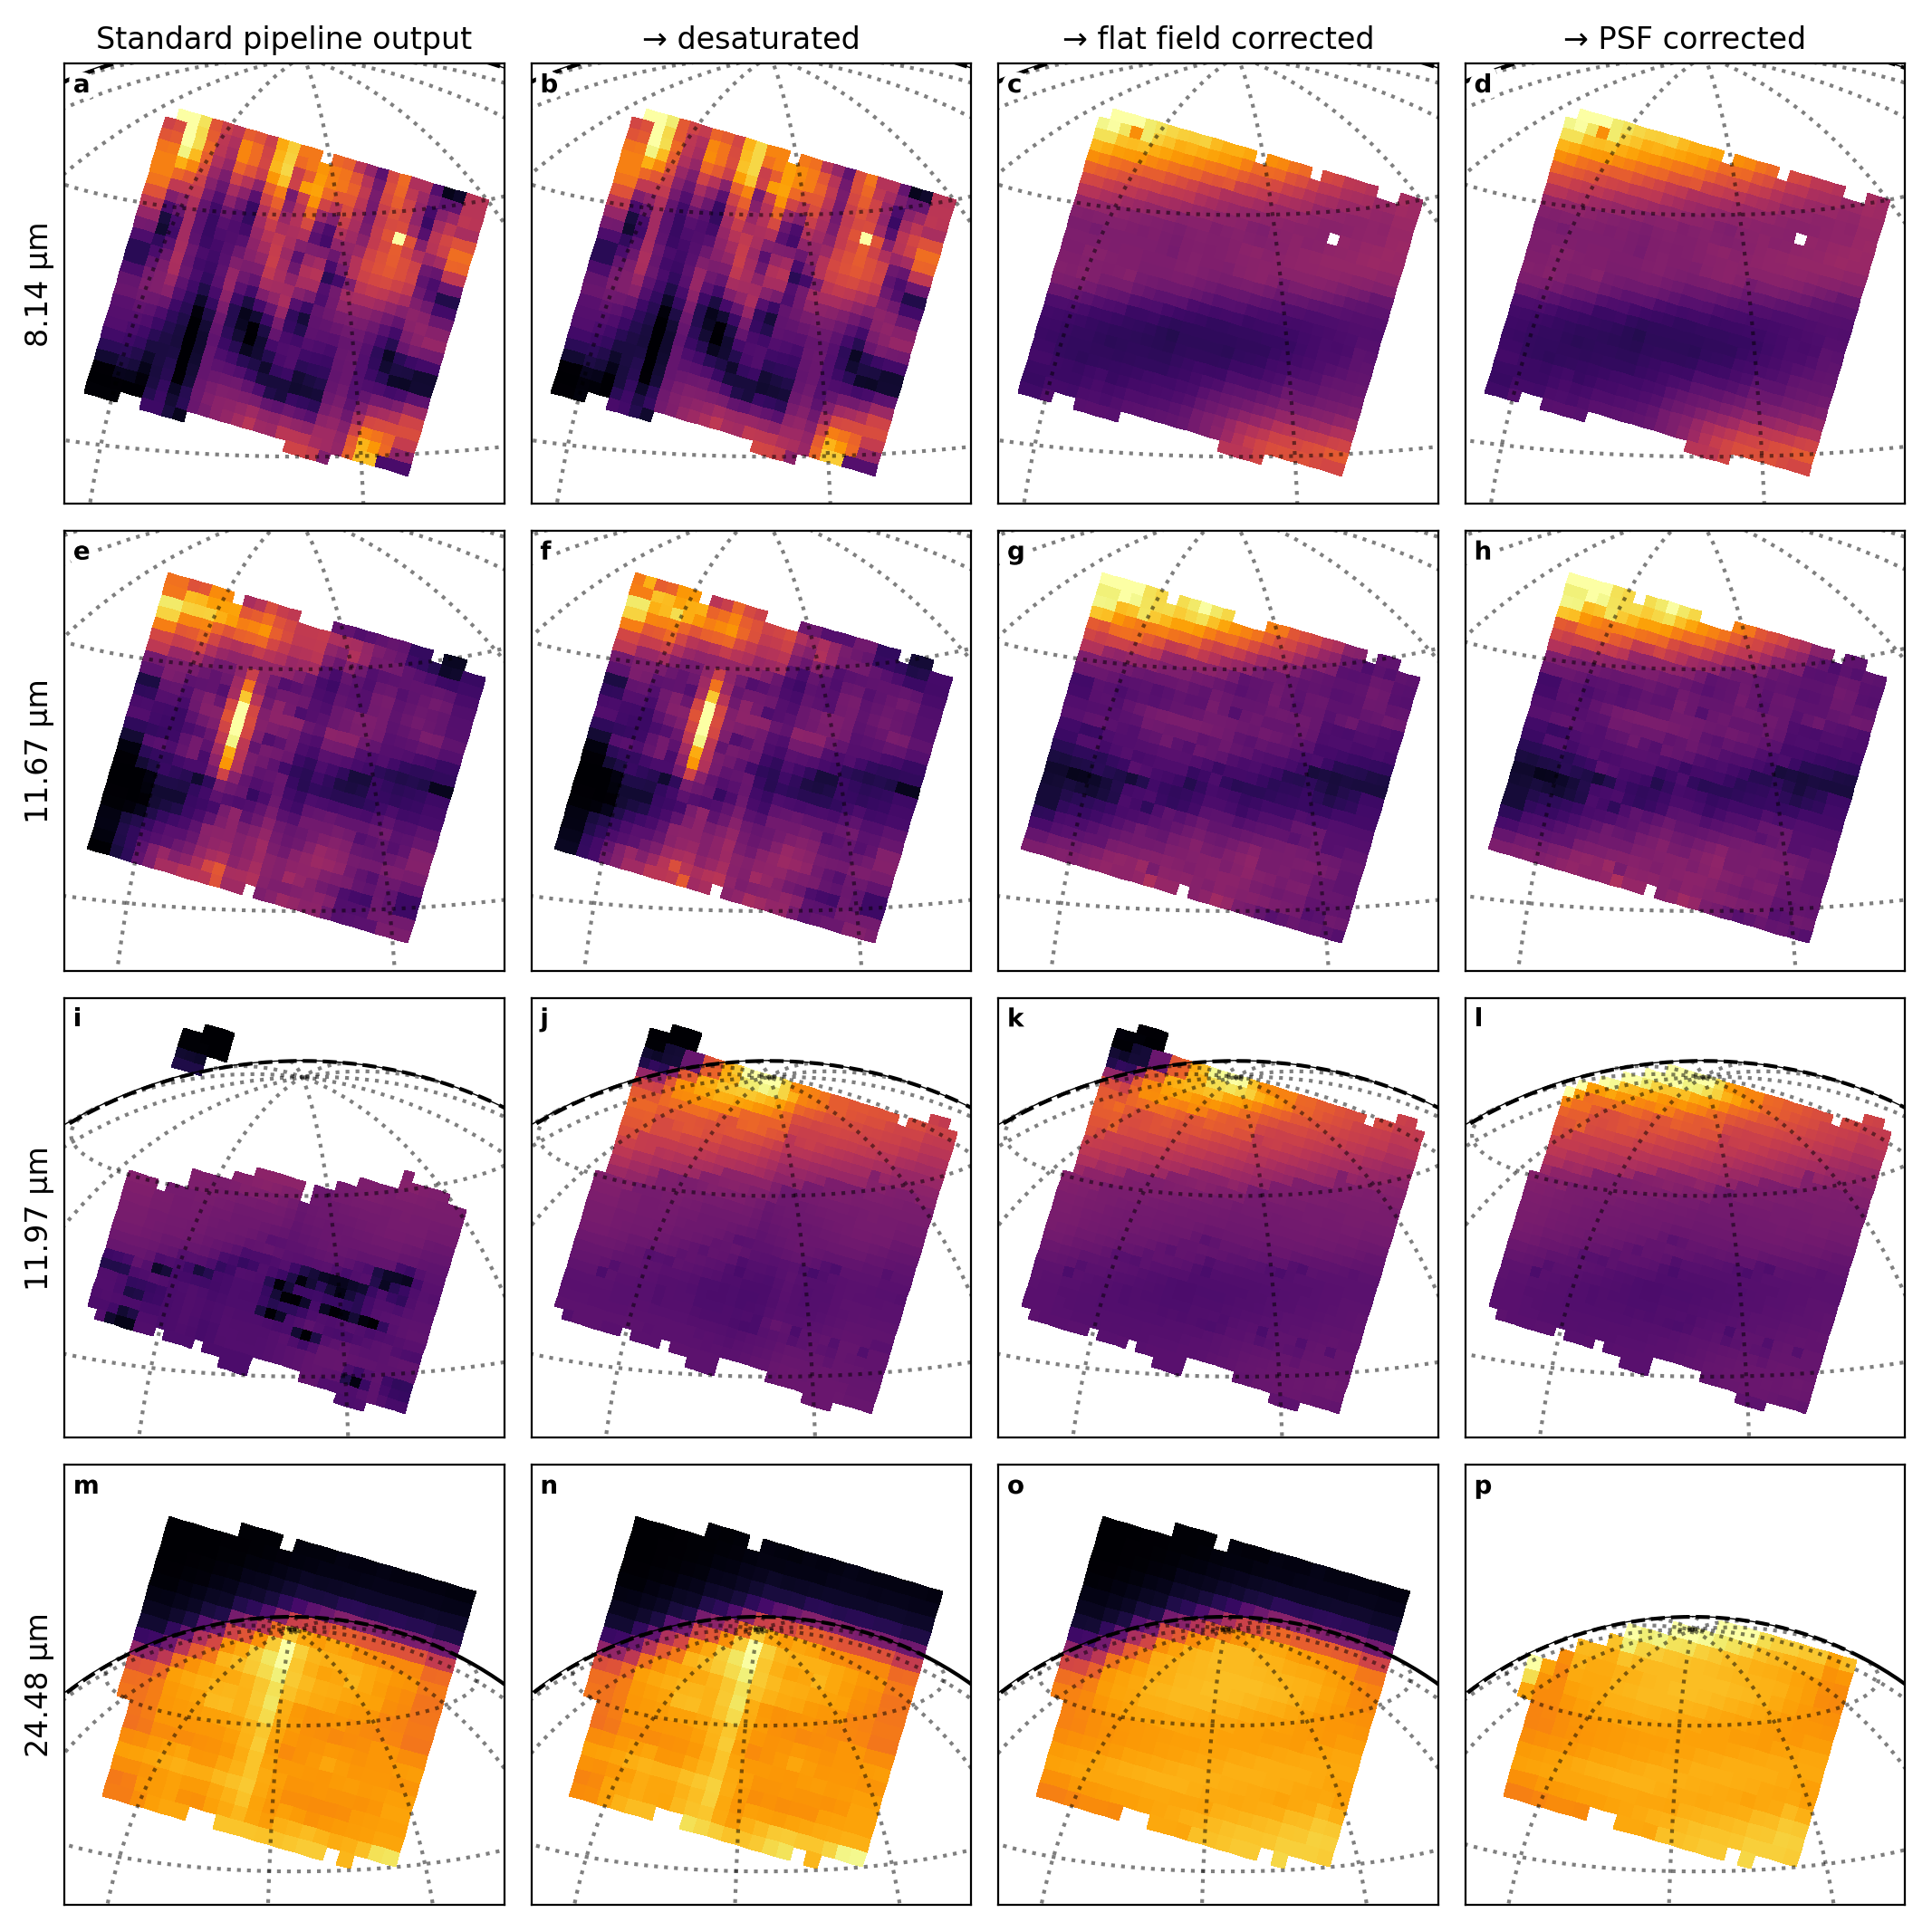 Standard pipeline output
→ desaturated
→ flat field corrected
→ PSF corrected
8.14 μm
a
b
c
d
11.67 μm
e
f
g
h
11.97 μm
i
j
k
l
24.48 μm
m
n
o
p